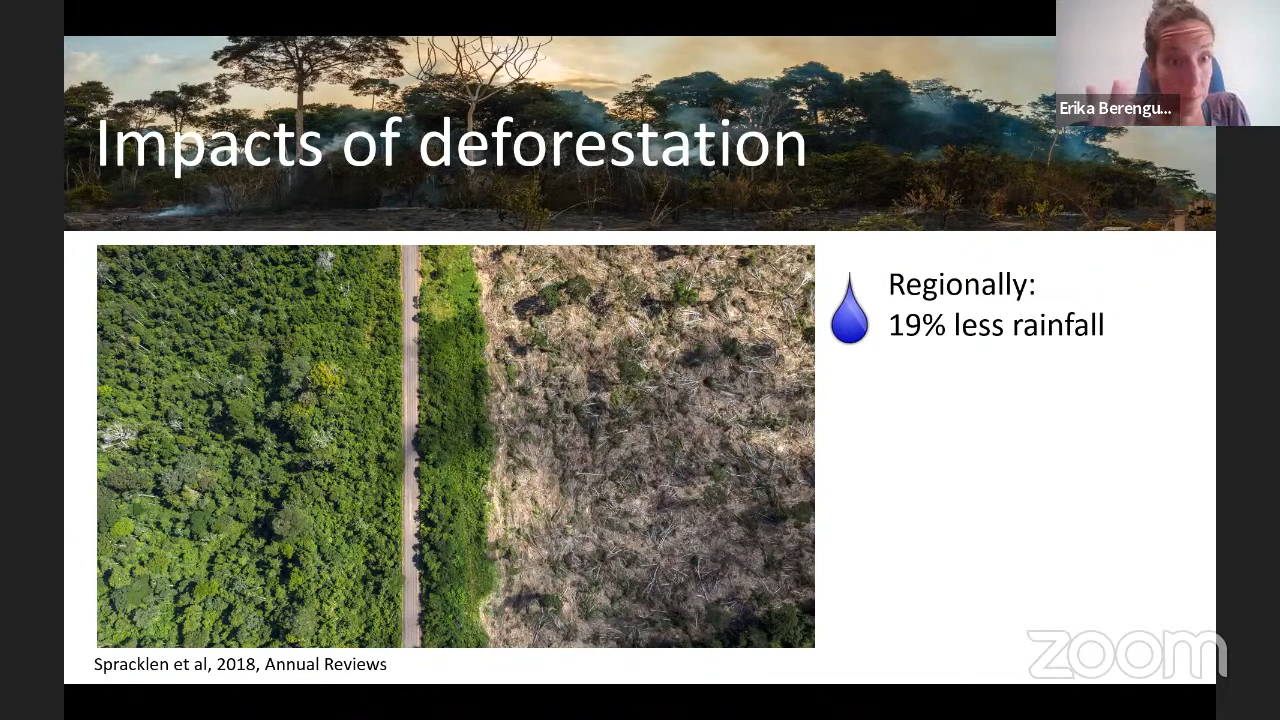 Erika Berengu...
Impacts of deforestation
Regionally:
19% less rainfall
Spracklen et al, 2018, Annual Reviews
zoom